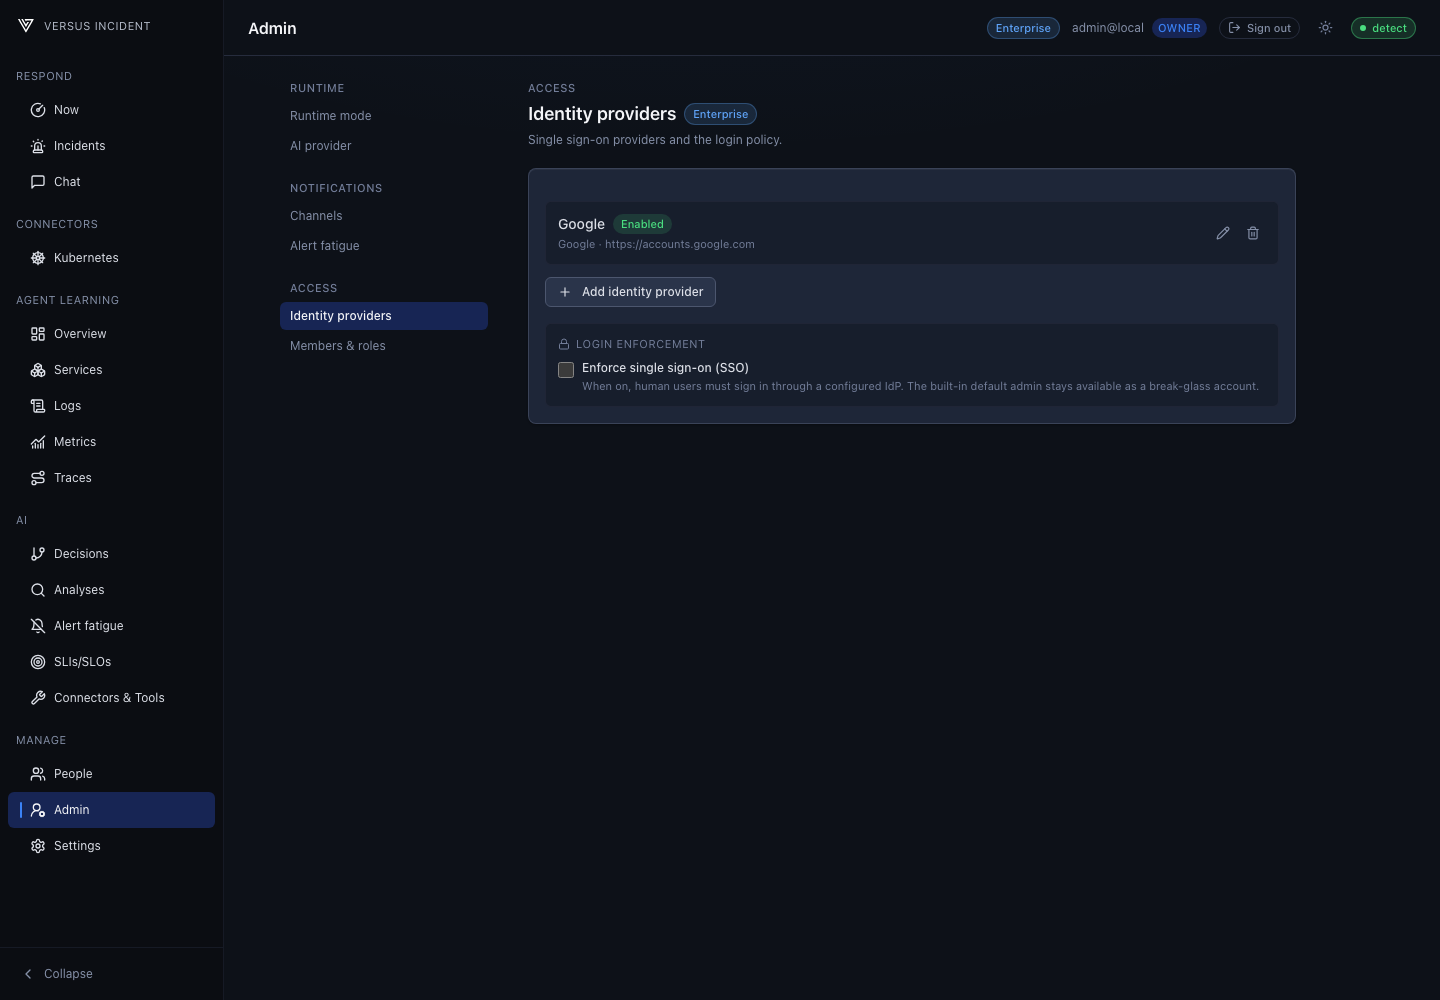 VERSUS INCIDENT
RESPOND
Now
Incidents
Chat
CONNECTORS
Kubernetes
AGENT LEARNING
Overview
Services
Logs
Metrics
Traces
AI
Decisions
Analyses
Alert fatigue
SLIs/SLOs
Connectors & Tools
MANAGE
People
Admin
Settings
Collapse
Admin
Enterprise
admin@local
OWNER
Sign out
detect
RUNTIME
Runtime mode
AI provider
NOTIFICATIONS
Channels
Alert fatigue
ACCESS
Identity providers
Members & roles
ACCESS
Identity providers Enterprise
Single sign-on providers and the login policy.
Google Enabled
Google · https://accounts.google.com
Add identity provider
LOGIN ENFORCEMENT
Enforce single sign-on (SSO)
When on, human users must sign in through a configured IdP. The built-in default admin stays available as a break-glass account.